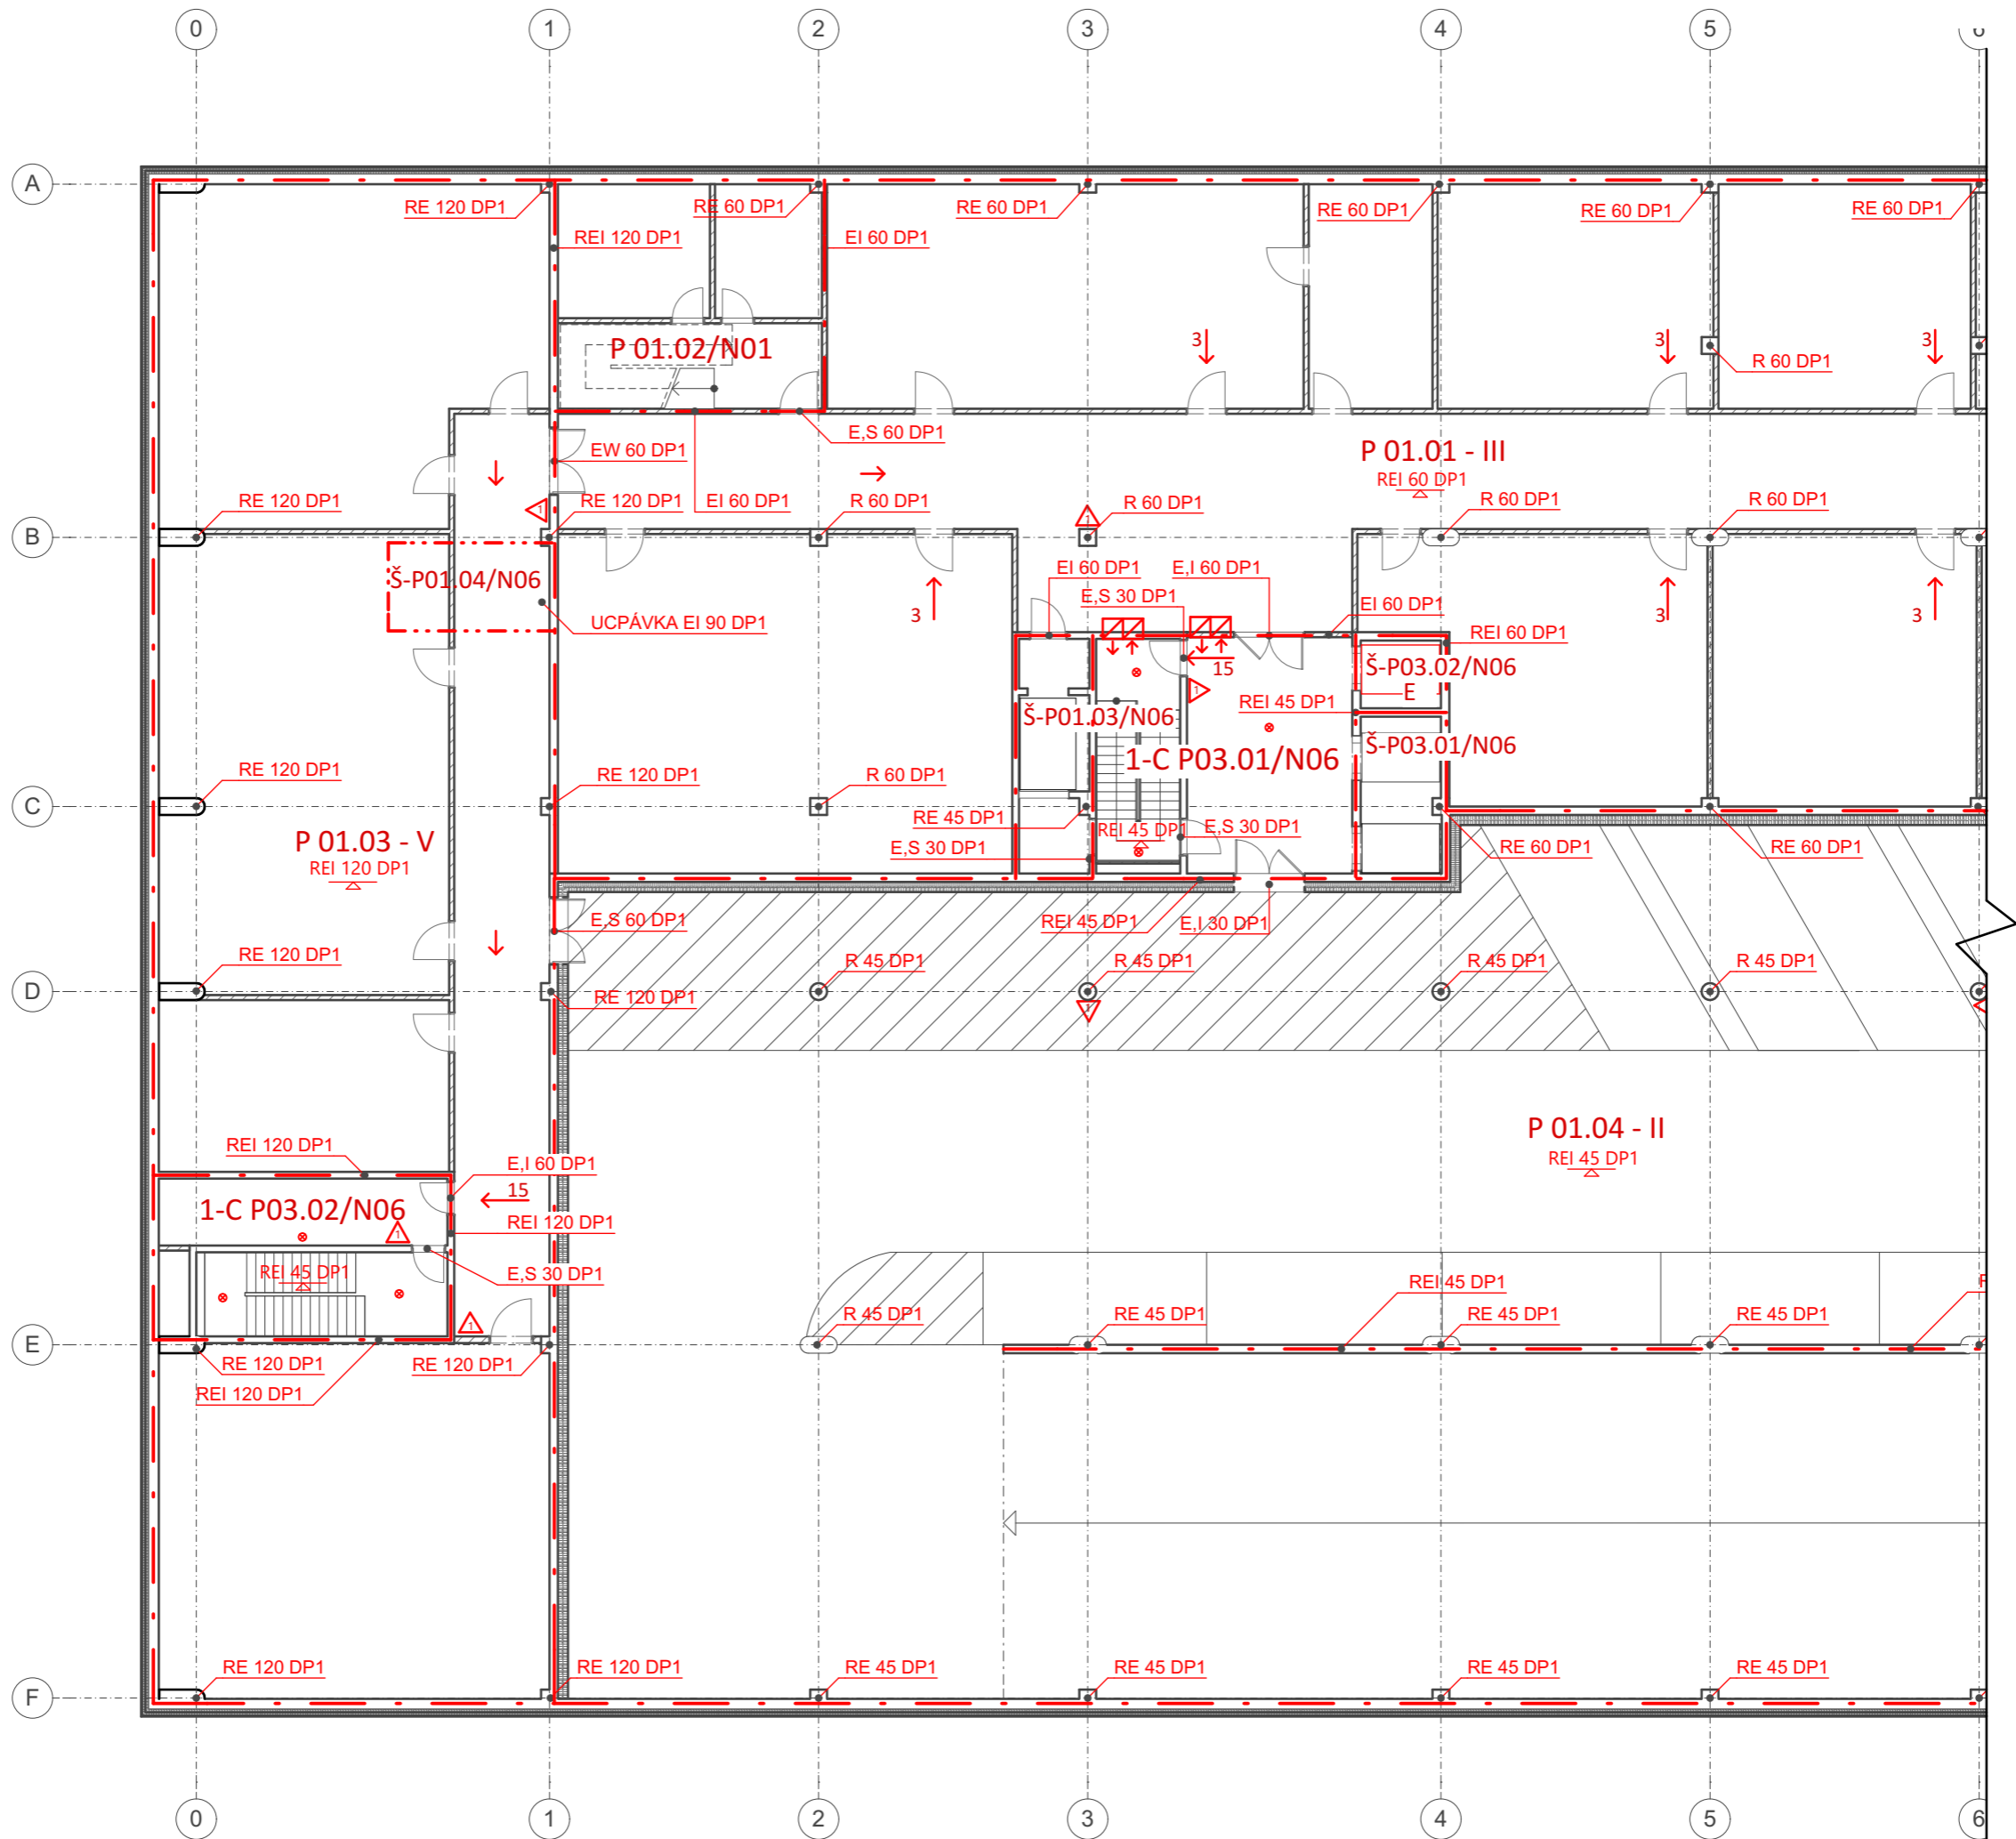 0 1 2 3 4 5
A
RE 120 DP1 RE 60 DP1 RE 60 DP1 RE 60 DP1 RE 60 DP1 RE 60 DP1
REI 120 DP1 EI 60 DP1
3 3 3
P 01.02/N01
R 60 DP1
E,S 60 DP1
EW 60 DP1
P 01.01 - III
REI 60 DP1
RE 120 DP1 RE 120 DP1 EI 60 DP1 R 60 DP1 R 60 DP1 R 60 DP1 R 60 DP1
1 1
B
Š-P01.04/N06
EI 60 DP1 E,I 60 DP1
E,S 30 DP1
EI 60 DP1
UCPÁVKA EI 90 DP1
3 3 3
REI 60 DP1
15
Š-P03.02/N06
E
1
REI 45 DP1
Š-P01.03/N06
Š-P03.01/N06
1-C P03.01/N06
RE 120 DP1 RE 120 DP1 R 60 DP1
C
RE 45 DP1
REI 45 DP1 E,S 30 DP1
P 01.03 - V
REI 120 DP1
E,S 30 DP1
RE 60 DP1 RE 60 DP1
E,S 60 DP1
REI 45 DP1 E,I 30 DP1
RE 120 DP1 R 45 DP1 R 45 DP1 R 45 DP1 R 45 DP1
D
RE 120 DP1
1
P 01.04 - II
REI 45 DP1
REI 120 DP1
E,I 60 DP1
15
1-C P03.02/N06
REI 120 DP1
1
REI 45 DP1
E,S 30 DP1
REI 45 DP1
R 45 DP1 RE 45 DP1 RE 45 DP1 RE 45 DP1
1
E
RE 120 DP1 RE 120 DP1
REI 120 DP1
RE 120 DP1 RE 120 DP1 RE 45 DP1 RE 45 DP1 RE 45 DP1 RE 45 DP1
F
0 1 2 3 4 5 6